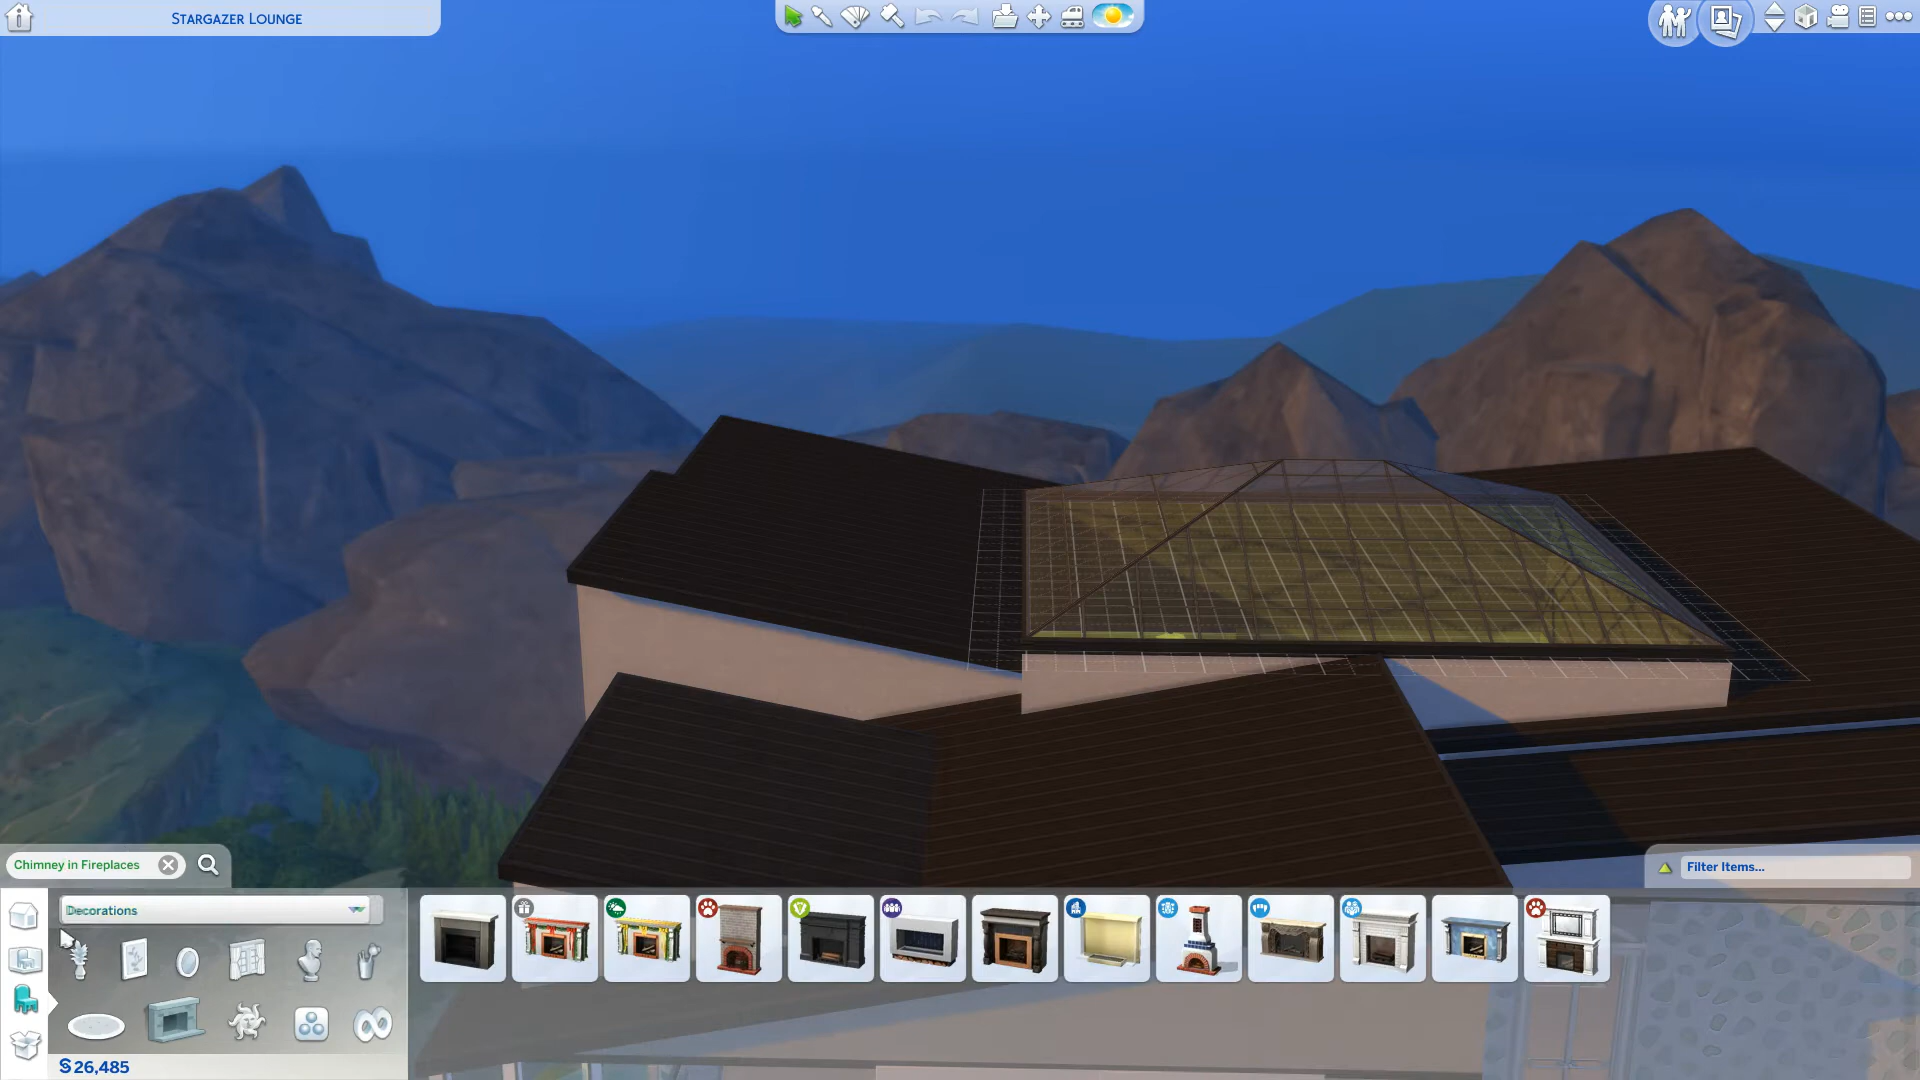 Stargazer Lounge
Chimney in Fireplaces
Filter Items...
Decorations
§26,485